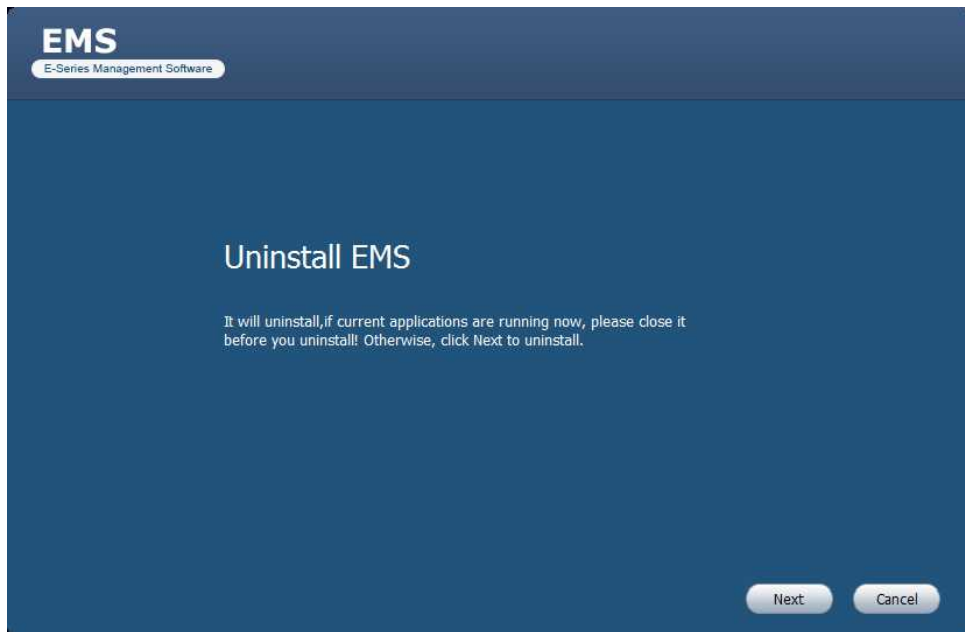 EMS
E-Series Management Software
Uninstall EMS
It will uninstall,if current applications are running now, please close it
before you uninstall! Otherwise, click Next to uninstall.
Next
Cancel